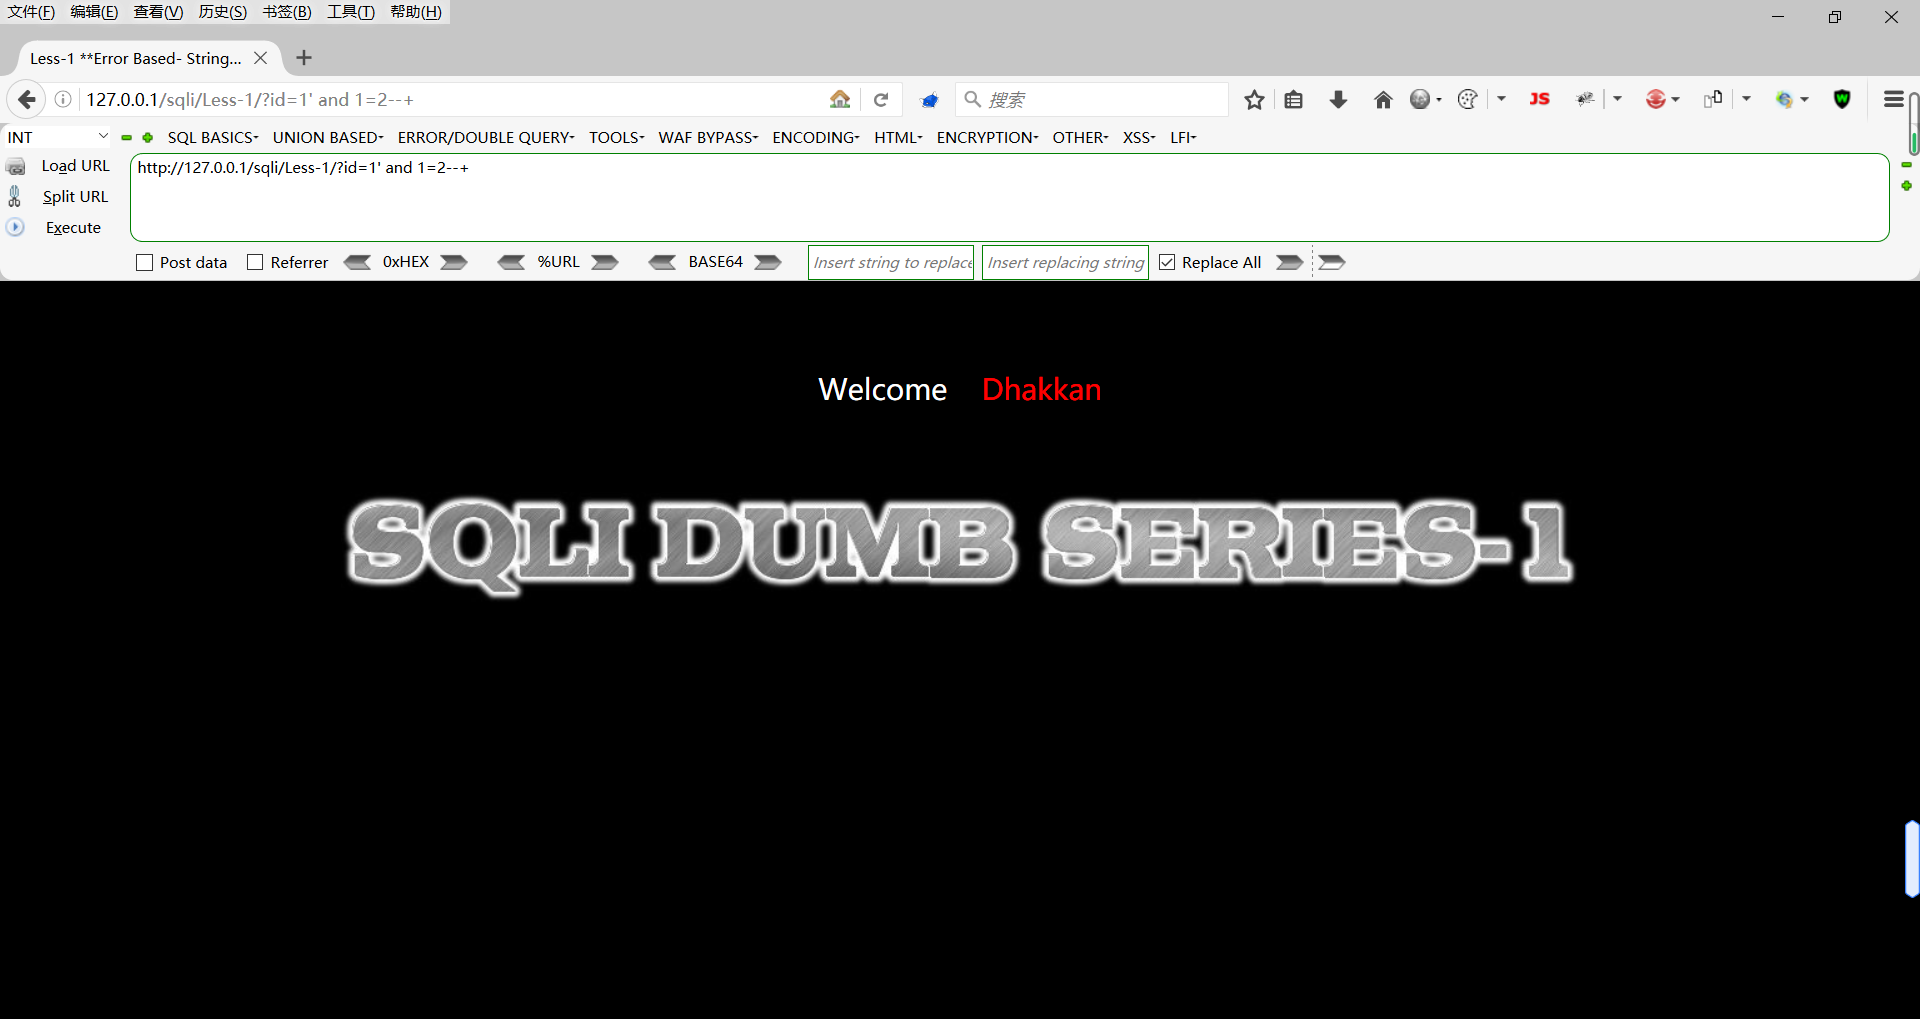 文件(F) 编辑(E) 查看(V) 历史(S) 书签(B) 工具(T) 帮助(H)
Less-1 **Error Based- String...
127.0.0.1/sqli/Less-1/?id=1' and 1=2--+
搜索
JS
W
INT
SQL BASICS UNION BASED ERROR/DOUBLE QUERY TOOLS WAF BYPASS ENCODING HTML ENCRYPTION OTHER XSS LFI
Load URL
http://127.0.0.1/sqli/Less-1/?id=1' and 1=2--+
Split URL
Execute
Post data Referrer 0xHEX %URL BASE64 Insert string to replace Insert replacing string Replace All
Welcome Dhakkan
SQLI DUMB SERIES-1